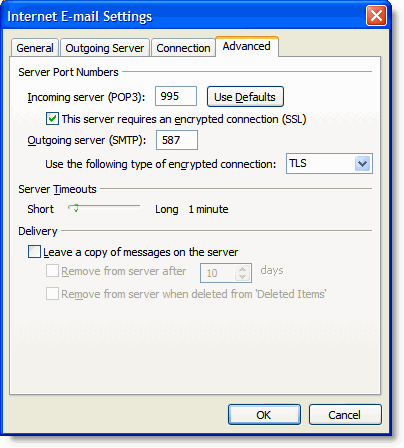 Internet E-mail Settings
General Outgoing Server Connection Advanced
Server Port Numbers
Incoming server (POP3): 995 Use Defaults
This server requires an encrypted connection (SSL)
Outgoing server (SMTP): 587
Use the following type of encrypted connection: TLS
Server Timeouts
Short Long 1 minute
Delivery
Leave a copy of messages on the server
Remove from server after 10 days
Remove from server when deleted from 'Deleted Items'
OK Cancel